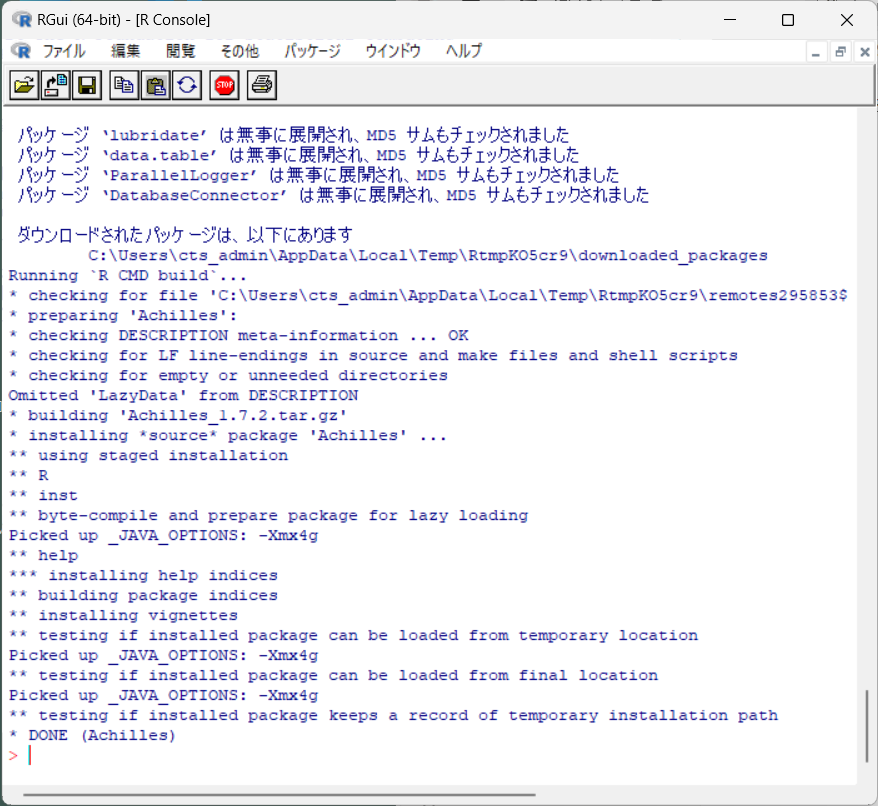 RGui (64-bit) - [R Console]
ファイル 編集 閲覧 その他 パッケージ ウインドウ ヘルプ
STOP
パッケージ ‘lubridate’ は無事に展開され、MD5 サムもチェックされました
パッケージ ‘data.table’ は無事に展開され、MD5 サムもチェックされました
パッケージ ‘ParallelLogger’ は無事に展開され、MD5 サムもチェックされました
パッケージ ‘DatabaseConnector’ は無事に展開され、MD5 サムもチェックされました
ダウンロードされたパッケージは、以下にあります
C:\Users\cts_admin\AppData\Local\Temp\RtmpKO5cr9\downloaded_packages
Running `R CMD build`...
* checking for file 'C:\Users\cts_admin\AppData\Local\Temp\RtmpKO5cr9\remotes295853$
* preparing 'Achilles':
* checking DESCRIPTION meta-information ... OK
* checking for LF line-endings in source and make files and shell scripts
* checking for empty or unneeded directories
Omitted 'LazyData' from DESCRIPTION
* building 'Achilles_1.7.2.tar.gz'
* installing *source* package 'Achilles' ...
** using staged installation
** R
** inst
** byte-compile and prepare package for lazy loading
Picked up _JAVA_OPTIONS: -Xmx4g
** help
*** installing help indices
** building package indices
** installing vignettes
** testing if installed package can be loaded from temporary location
Picked up _JAVA_OPTIONS: -Xmx4g
** testing if installed package can be loaded from final location
Picked up _JAVA_OPTIONS: -Xmx4g
** testing if installed package keeps a record of temporary installation path
* DONE (Achilles)
>